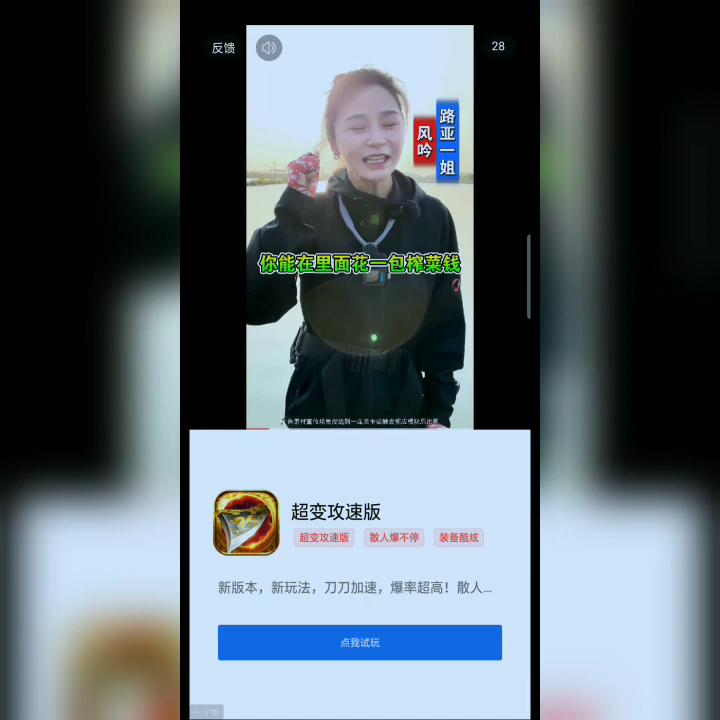 反馈
28
路亚一姐
风吟
你能在里面花一包榨菜钱
超变攻速版
超变攻速版 散人爆不停 装备酷炫
新版本，新玩法，刀刀加速，爆率超高！散人...
点我试玩